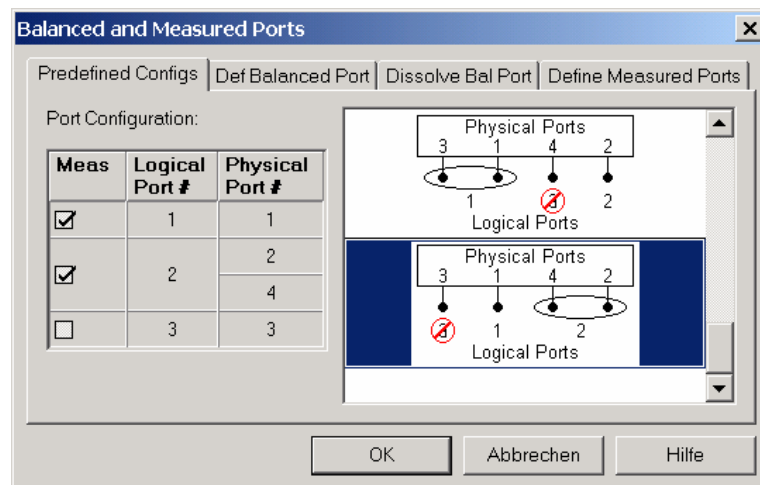 Balanced and Measured Ports
Predefined Configs Def Balanced Port Dissolve Bal Port Define Measured Ports
Port Configuration:
Meas Logical Port # Physical Port #
1 1
2 2
4
3 3
Physical Ports
3 1 4 2
1 3 2
Logical Ports
Physical Ports
3 1 4 2
3 1 2
Logical Ports
OK Abbrechen Hilfe